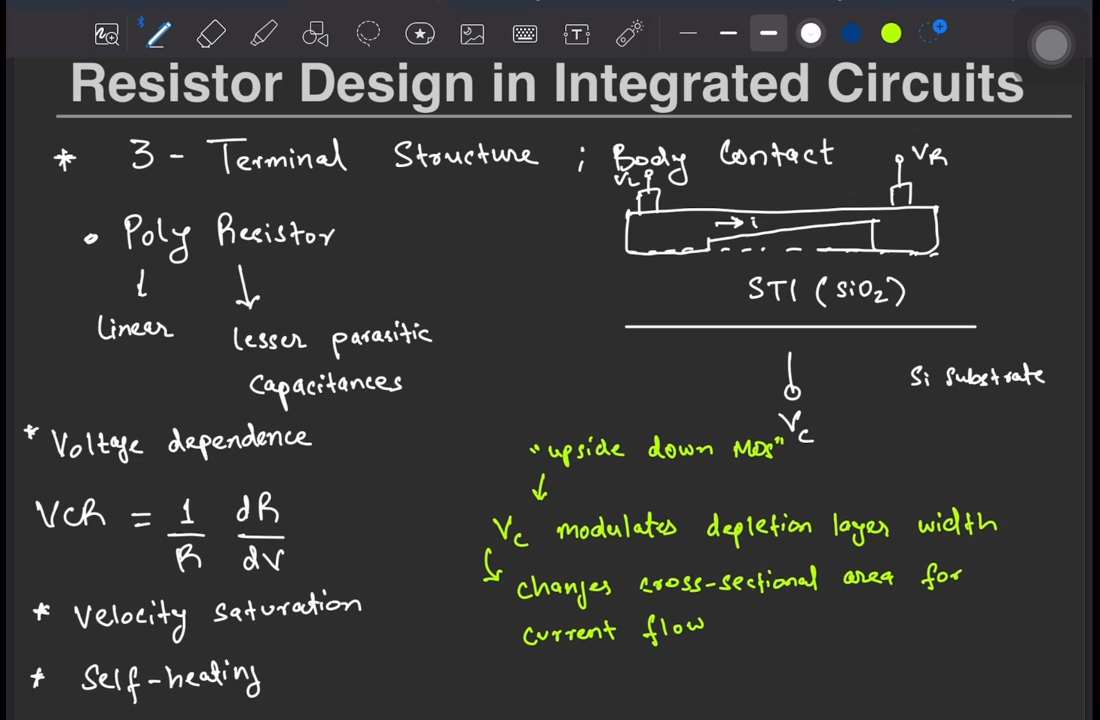 Resistor Design in Integrated Circuits
* 3 - Terminal Structure ; Body Contact
VL
VR
• Poly Resistor
→ i
STI (SiO2)
linear
lesser parasitic
capacitances
Si substrate
Vc
* Voltage dependence
"upside down MOS"
VCR = 1/R dR/dV
Vc modulates depletion layer width
changes cross-sectional area for
current flow
* Velocity saturation
* Self-heating